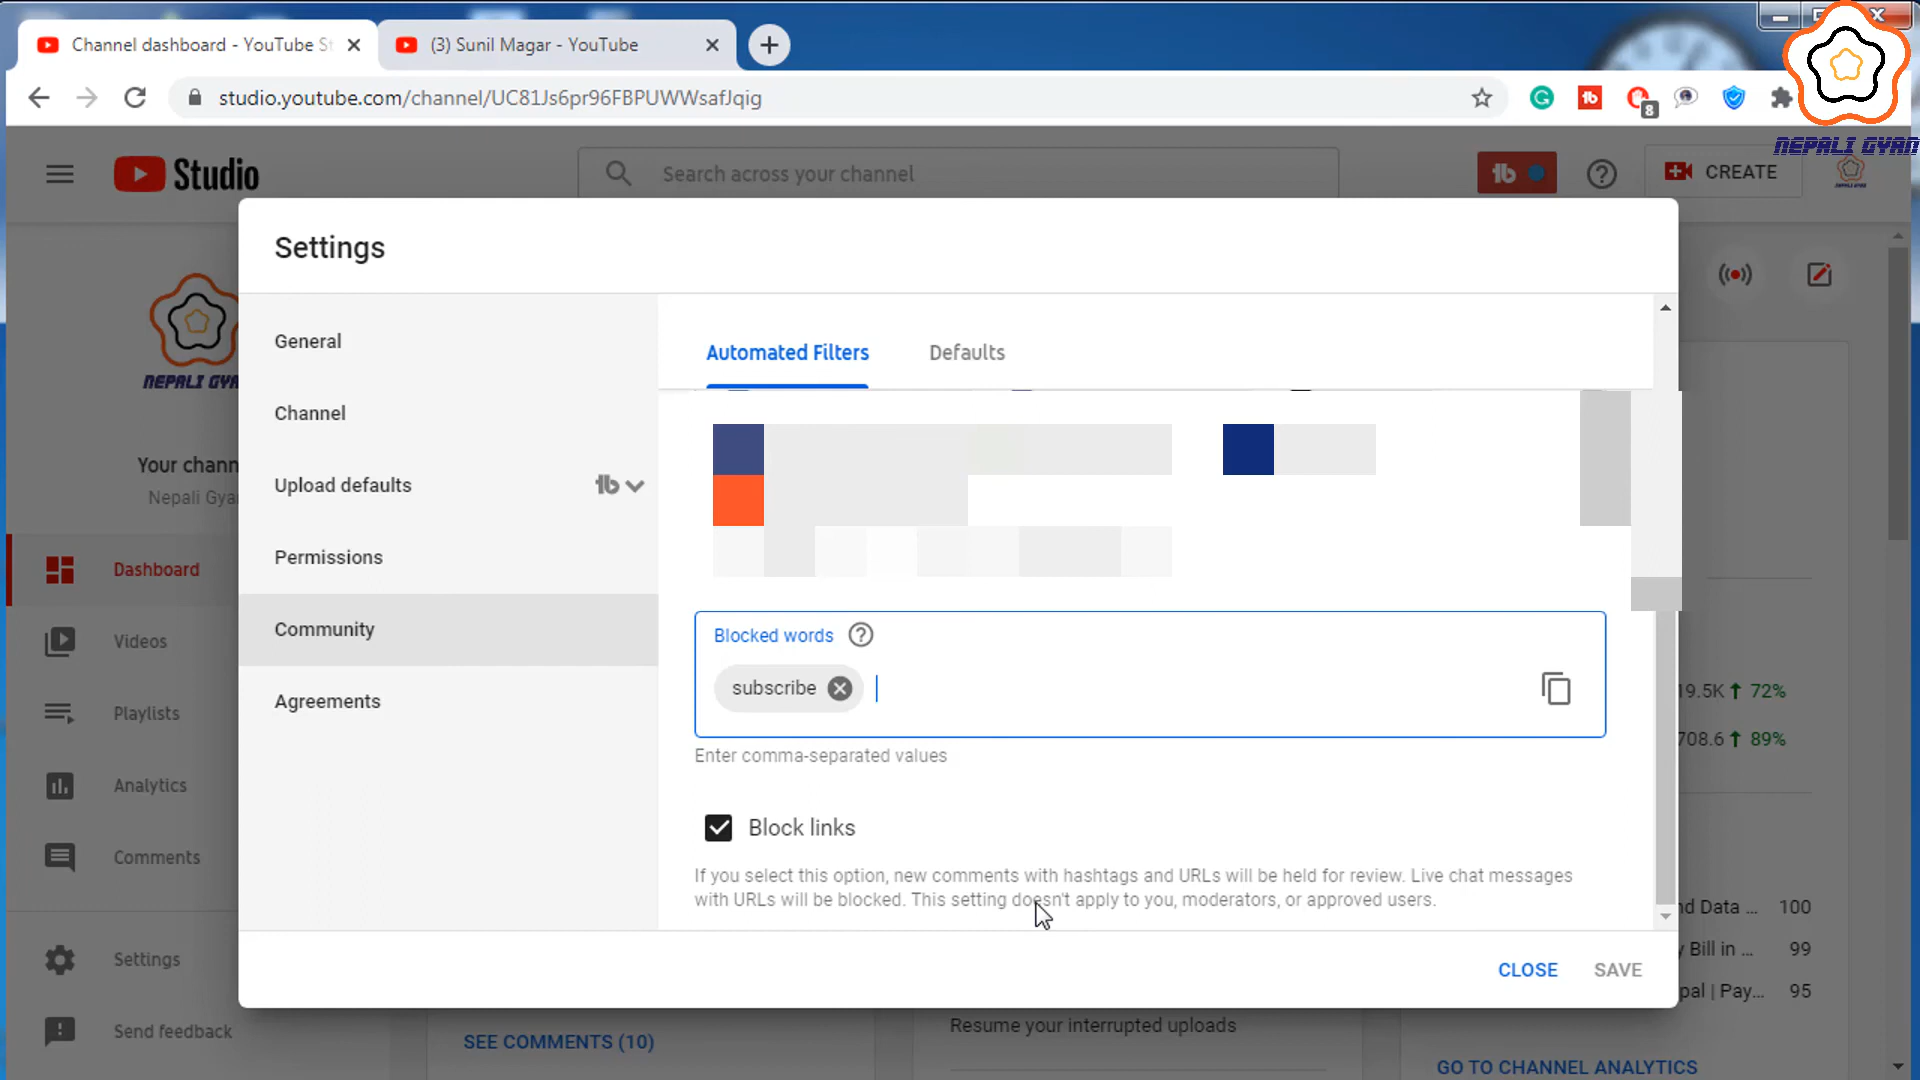 Channel dashboard - YouTube St
(3) Sunil Magar - YouTube
studio.youtube.com/channel/UC81Js6pr96FBPUWWsafJqig
8
NEPALI GYAN
Studio
Search across your channel
CREATE
Settings
General
Channel
Upload defaults
Permissions
Community
Agreements
Automated Filters
Defaults
Blocked words
subscribe
Enter comma-separated values
Block links
If you select this option, new comments with hashtags and URLs will be held for review. Live chat messages
with URLs will be blocked. This setting doesn't apply to you, moderators, or approved users.
CLOSE
SAVE
NEPALI GYA
Your chann
Nepali Gya
Dashboard
Videos
Playlists
Analytics
Comments
Settings
Send feedback
19.5K 72%
708.6 89%
nd Data ... 100
y Bill in ... 99
pal | Pay... 95
SEE COMMENTS (10)
Resume your interrupted uploads
GO TO CHANNEL ANALYTICS